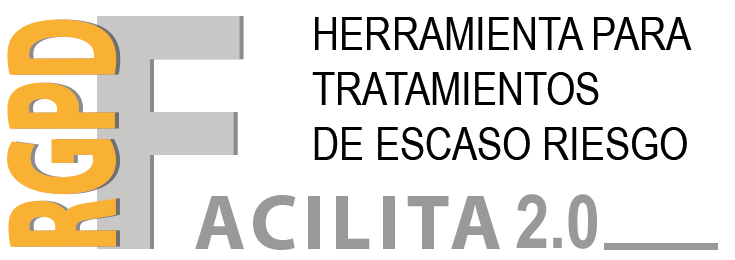 RGPD
HERRAMIENTA PARA
TRATAMIENTOS
DE ESCASO RIESGO
FACILITA 2.0